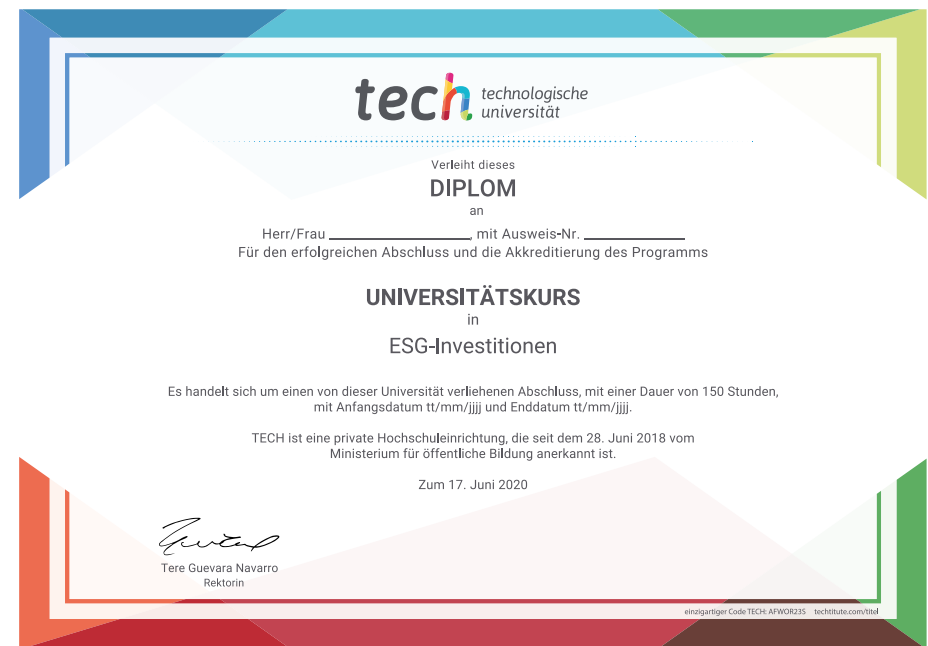 tech technologische
universität
Verleiht dieses
DIPLOM
an
Herr/Frau ____________________, mit Ausweis-Nr. ______________
Für den erfolgreichen Abschluss und die Akkreditierung des Programms
UNIVERSITÄTSKURS
in
ESG-Investitionen
Es handelt sich um einen von dieser Universität verliehenen Abschluss, mit einer Dauer von 150 Stunden,
mit Anfangsdatum tt/mm/jjjj und Enddatum tt/mm/jjjj.
TECH ist eine private Hochschuleinrichtung, die seit dem 28. Juni 2018 vom
Ministerium für öffentliche Bildung anerkannt ist.
Zum 17. Juni 2020
Tere Guevara Navarro
Rektorin
einzigartiger Code TECH: AFWOR23S techtitute.com/titel